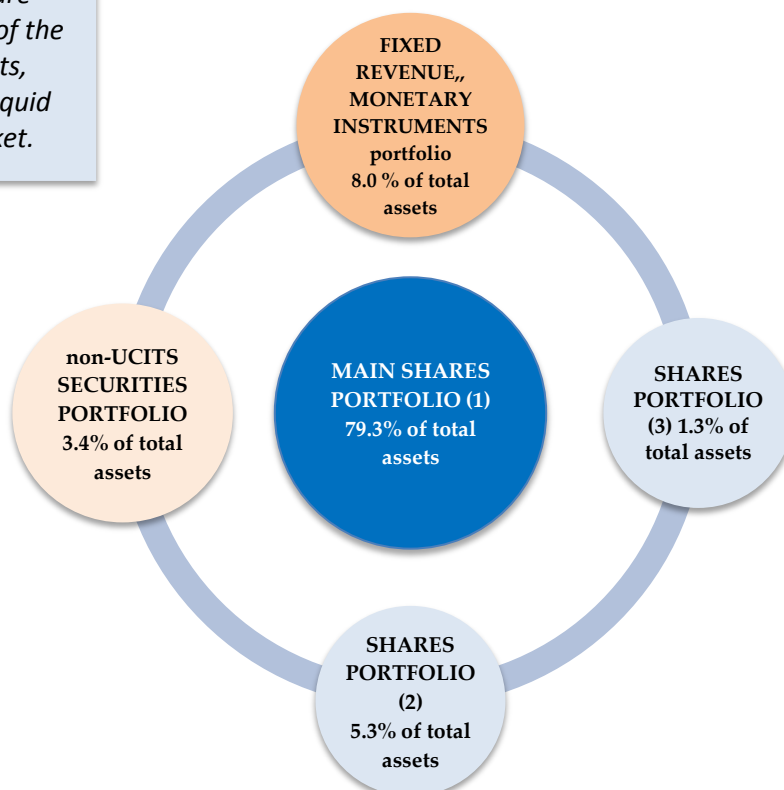 of the
ts,
quid
ket.
FIXED
REVENUE,,
MONETARY
INSTRUMENTS
portfolio
8.0 % of total
assets
non-UCITS
SECURITIES
PORTFOLIO
3.4% of total
assets
MAIN SHARES
PORTFOLIO (1)
79.3% of total
assets
SHARES
PORTFOLIO
(3) 1.3% of
total assets
SHARES
PORTFOLIO
(2)
5.3% of total
assets